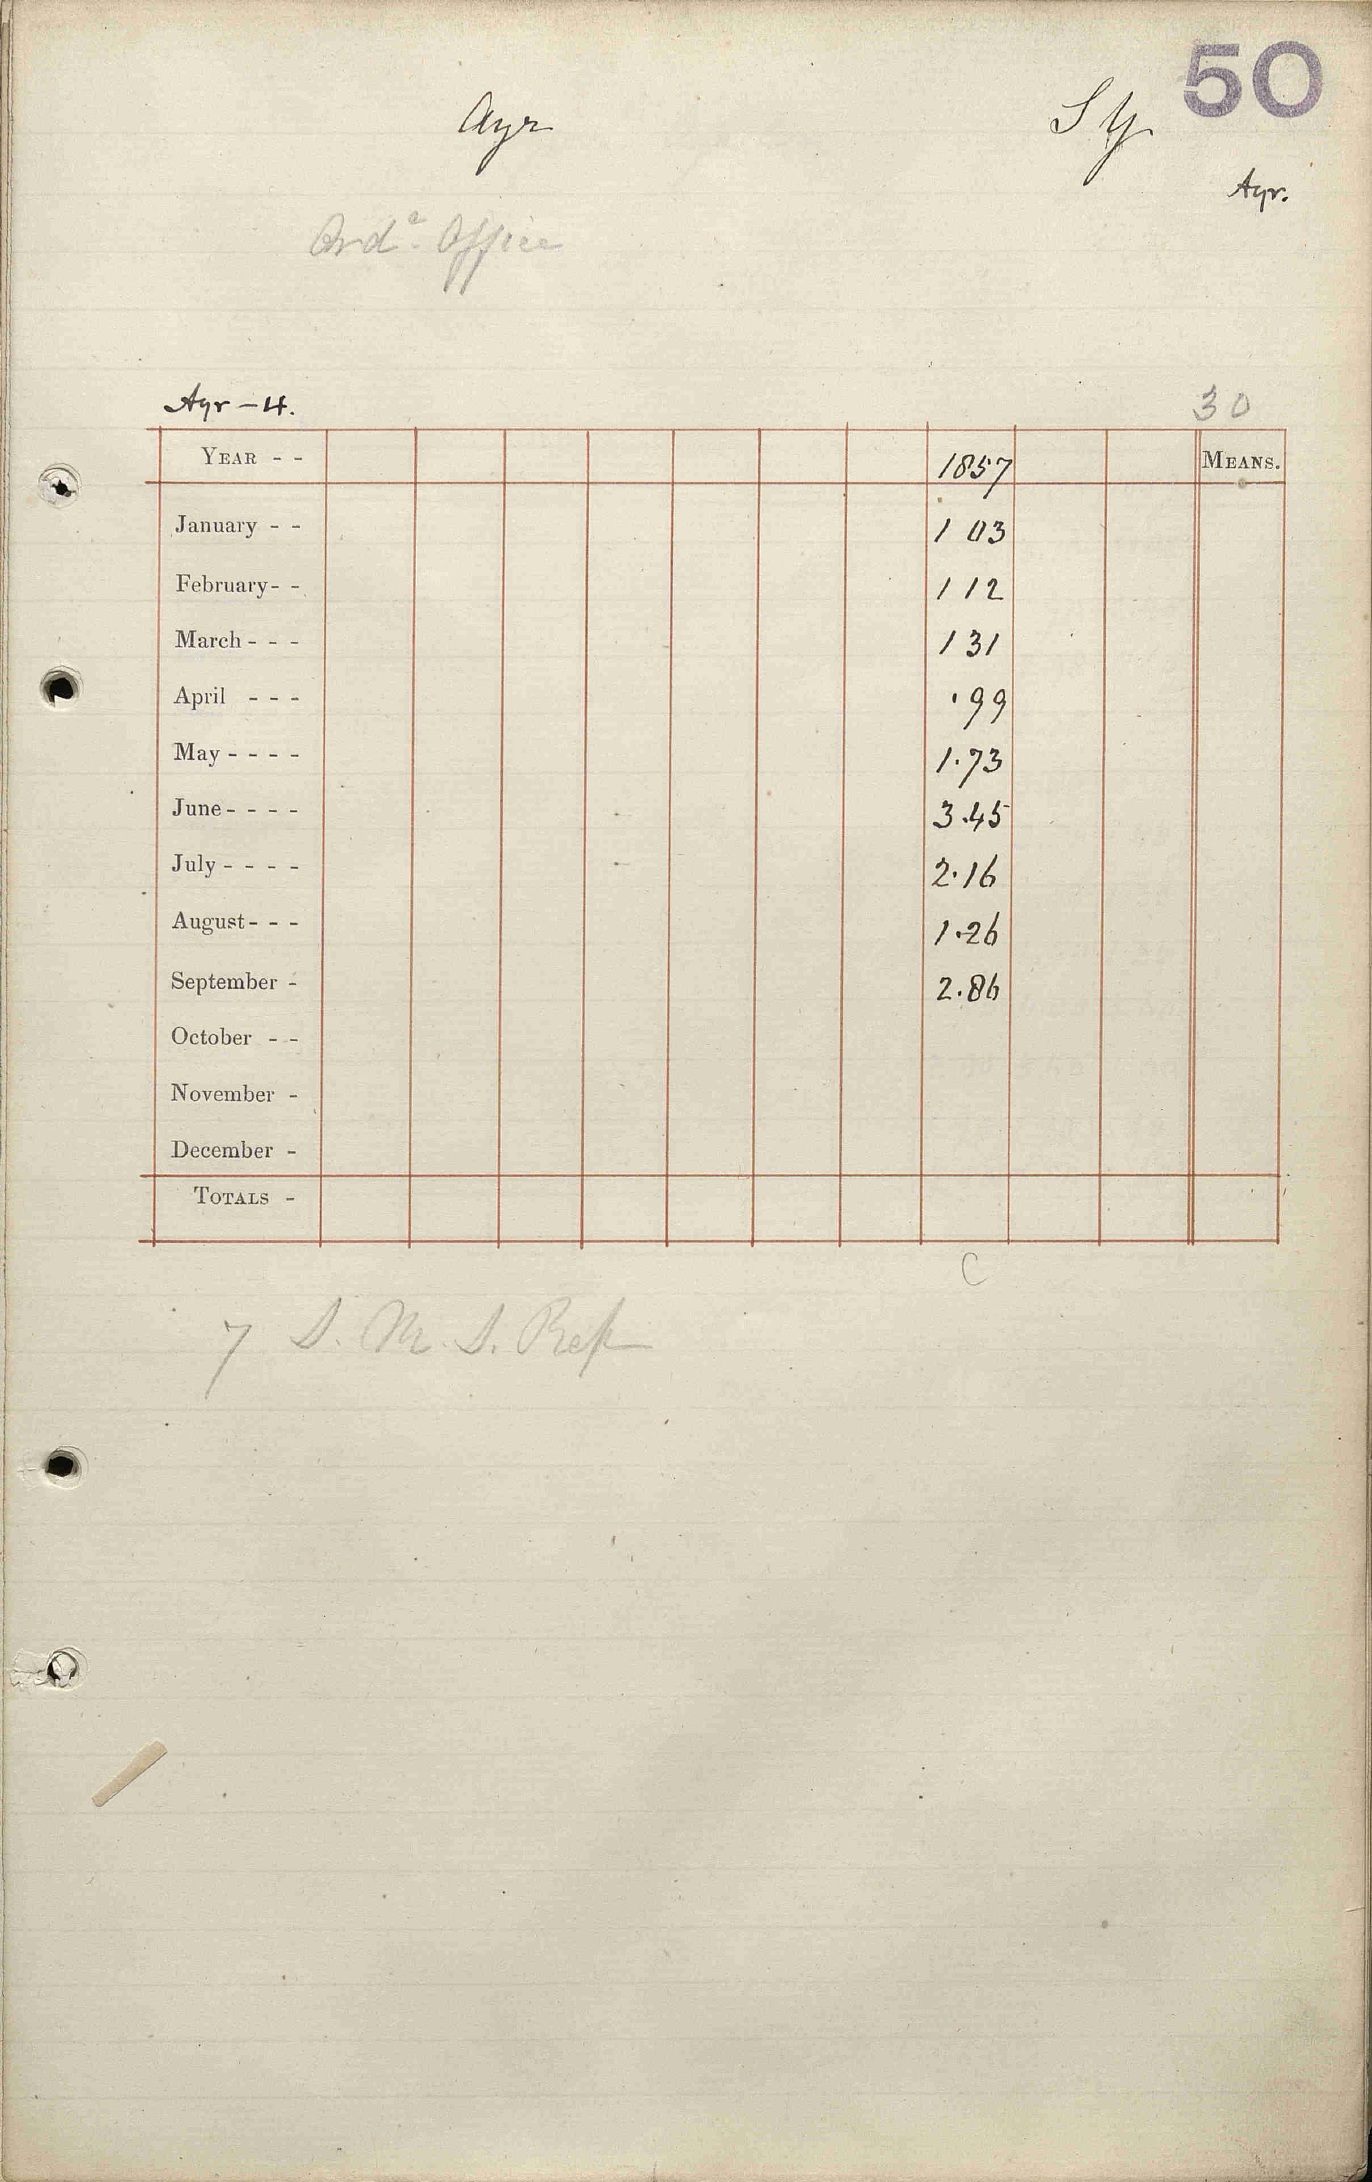 50
Ayr
S Y
Ayr.
Ord.ᵉ Office
Ayr - 4.
30
YEAR - - 1857 MEANS.
January - - 1 03
February - - 1 12
March - - - 1 31
April - - - .99
May - - - - 1.73
June - - - - 3.45
July - - - - 2.16
August - - - 1.26
September - 2.86
October - -
November -
December -
TOTALS -
C
7 S. M. S. Rep